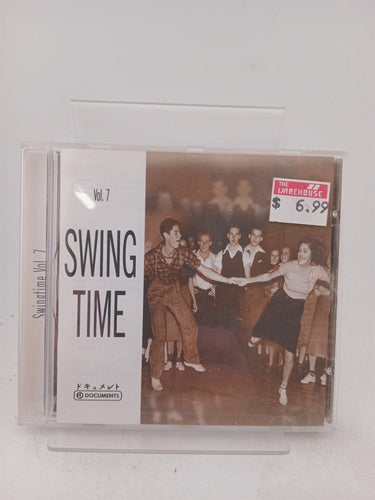 Swingtime Vol. 7
Vol. 7
SWING
TIME
ドキュメント
DOCUMENTS
THE
WAREHOUSE
$ 6.99